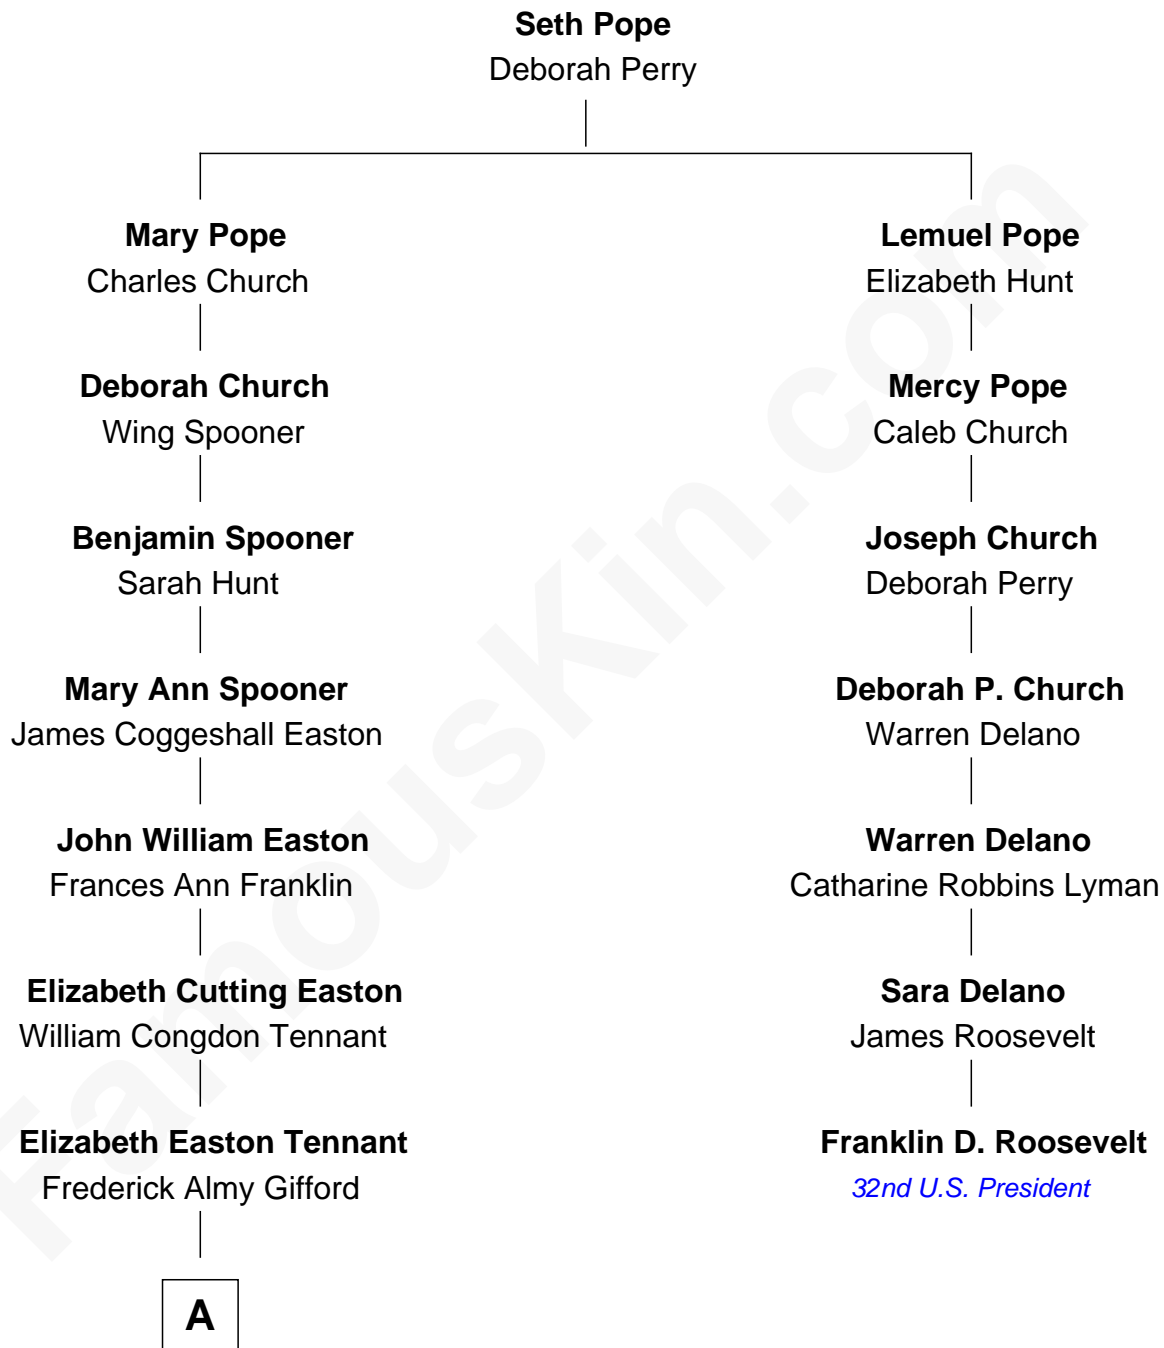 Seth Pope
Deborah Perry
Mary Pope
Charles Church
Lemuel Pope
Elizabeth Hunt
Deborah Church
Wing Spooner
Mercy Pope
Caleb Church
Benjamin Spooner
Sarah Hunt
Joseph Church
Deborah Perry
Mary Ann Spooner
James Coggeshall Easton
Deborah P. Church
Warren Delano
John William Easton
Frances Ann Franklin
Warren Delano
Catharine Robbins Lyman
Elizabeth Cutting Easton
William Congdon Tennant
Sara Delano
James Roosevelt
Elizabeth Easton Tennant
Frederick Almy Gifford
Franklin D. Roosevelt
32nd U.S. President
A
FamousKin.com